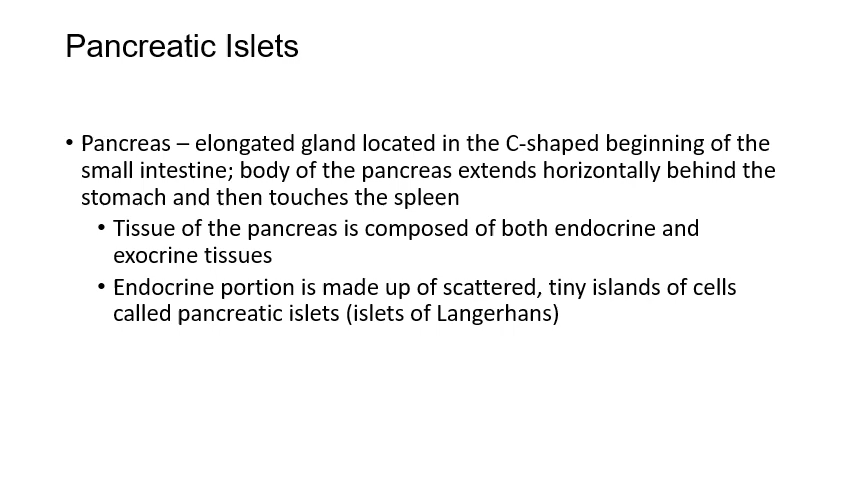 Pancreatic Islets
• Pancreas – elongated gland located in the C-shaped beginning of the
small intestine; body of the pancreas extends horizontally behind the
stomach and then touches the spleen
• Tissue of the pancreas is composed of both endocrine and
exocrine tissues
• Endocrine portion is made up of scattered, tiny islands of cells
called pancreatic islets (islets of Langerhans)